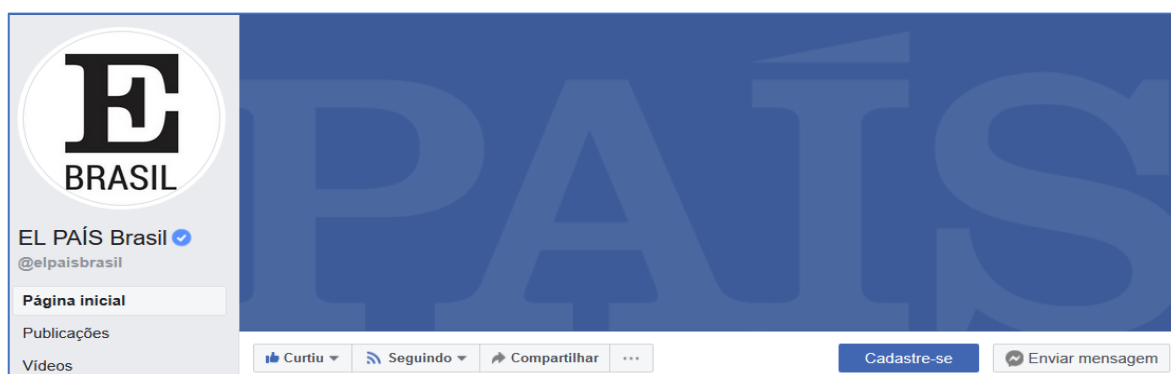 E
BRASIL
EL PAÍS Brasil
@elpaisbrasil
Página inicial
Publicações
Vídeos
PAÍS
Curtiu
Seguindo
Compartilhar
...
Cadastre-se
Enviar mensagem